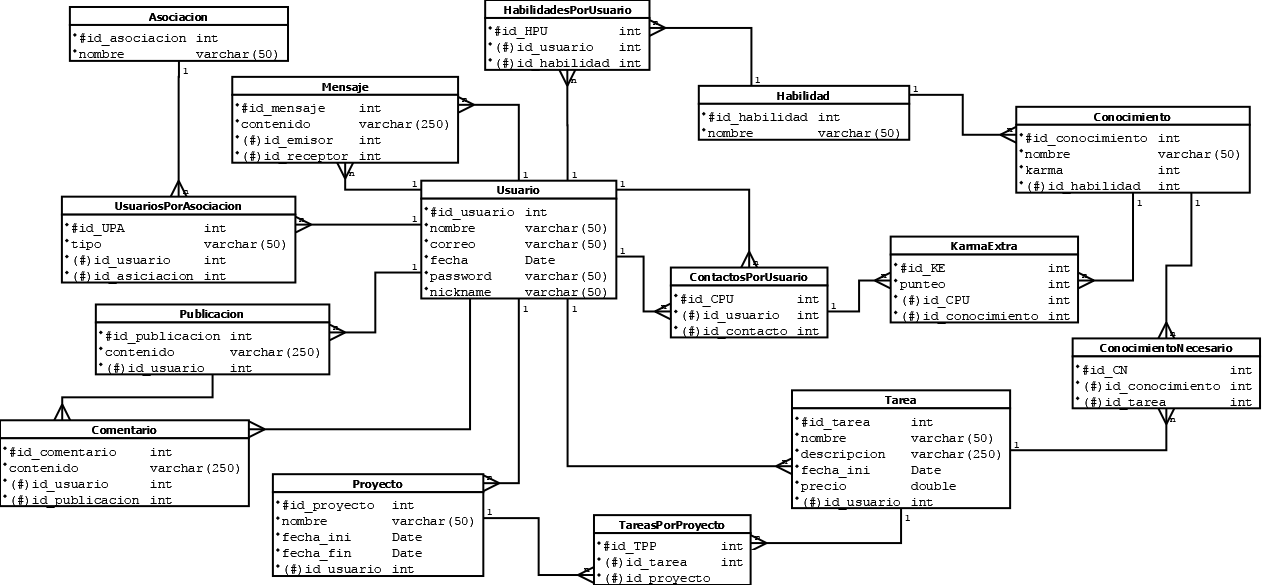 Asociacion
*#id_asociacion int
*nombre varchar(50)
1
n
HabilidadesPorUsuario
*#id_HPU int
*(#)id_usuario int
*(#)id_habilidad int
n
n
1
1
Mensaje
*#id_mensaje int
*contenido varchar(250)
*(#)id_emisor int
*(#)id_receptor int
n
n
1
1
Habilidad
*#id_habilidad int
*nombre varchar(50)
1
n
Conocimiento
*#id_conocimiento int
*nombre varchar(50)
*karma int
*(#)id_habilidad int
1
1
UsuariosPorAsociacion
*#id_UPA int
*tipo varchar(50)
*(#)id_usuario int
*(#)id_asiciacion int
n
1
Usuario
*#id_usuario int
*nombre varchar(50)
*correo varchar(50)
*fecha Date
*password varchar(50)
*nickname varchar(50)
1
1
1
1
1
ContactosPorUsuario
*#id_CPU int
*(#)id_usuario int
*(#)id_contacto int
n
n
1
KarmaExtra
*#id_KE int
*punteo int
*(#)id_CPU int
*(#)id_conocimiento int
n
n
Publicacion
*#id_publicacion int
*contenido varchar(250)
*(#)id_usuario int
n
ConocimientoNecesario
*#id_CN int
*(#)id_conocimiento int
*(#)id_tarea int
n
n
Comentario
*#id_comentario int
*contenido varchar(250)
*(#)id_usuario int
*(#)id_publicacion int
Tarea
*#id_tarea int
*nombre varchar(50)
*descripcion varchar(250)
*fecha_ini Date
*precio double
*(#)id_usuario int
n
1
1
Proyecto
*#id_proyecto int
*nombre varchar(50)
*fecha_ini Date
*fecha_fin Date
*(#)id_usuario int
n
1
TareasPorProyecto
*#id_TPP int
*(#)id_tarea int
*(#)id_proyecto
n
n